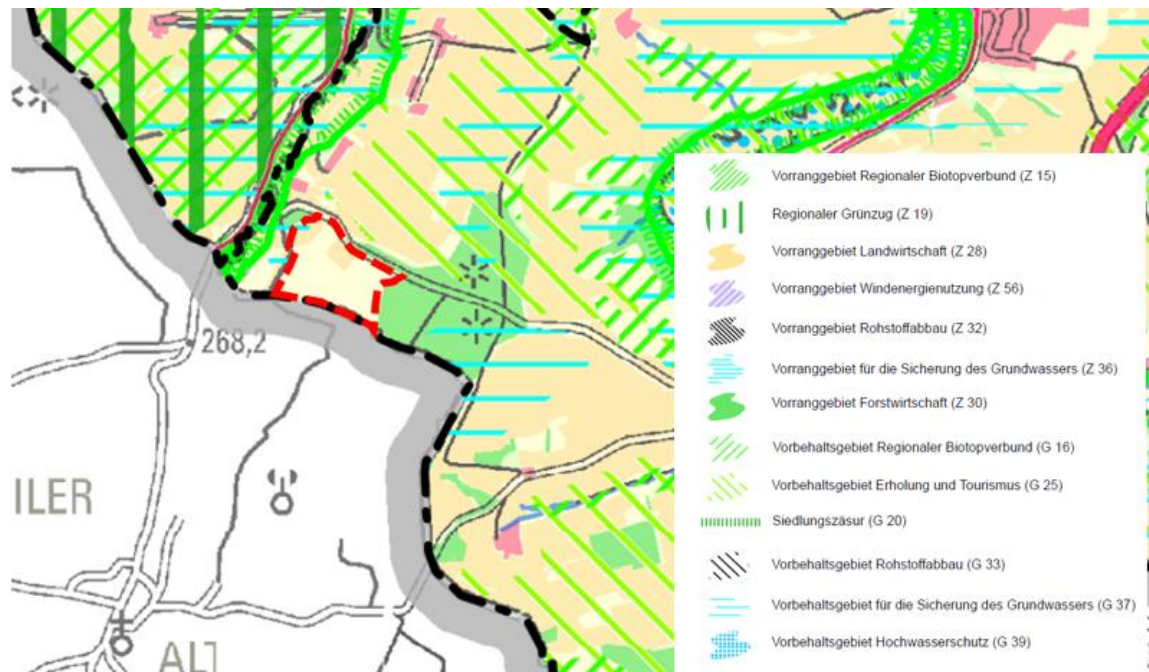 Vorranggebiet Regionaler Biotopverbund (Z 15)
Regionaler Grünzug (Z 19)
Vorranggebiet Landwirtschaft (Z 28)
Vorranggebiet Windenergienutzung (Z 56)
Vorranggebiet Rohstoffabbau (Z 32)
Vorranggebiet für die Sicherung des Grundwassers (Z 36)
Vorranggebiet Forstwirtschaft (Z 30)
Vorbehaltsgebiet Regionaler Biotopverbund (G 16)
Vorbehaltsgebiet Erholung und Tourismus (G 25)
Siedlungszäsur (G 20)
Vorbehaltsgebiet Rohstoffabbau (G 33)
Vorbehaltsgebiet für die Sicherung des Grundwassers (G 37)
Vorbehaltsgebiet Hochwasserschutz (G 39)
268,2
ILER